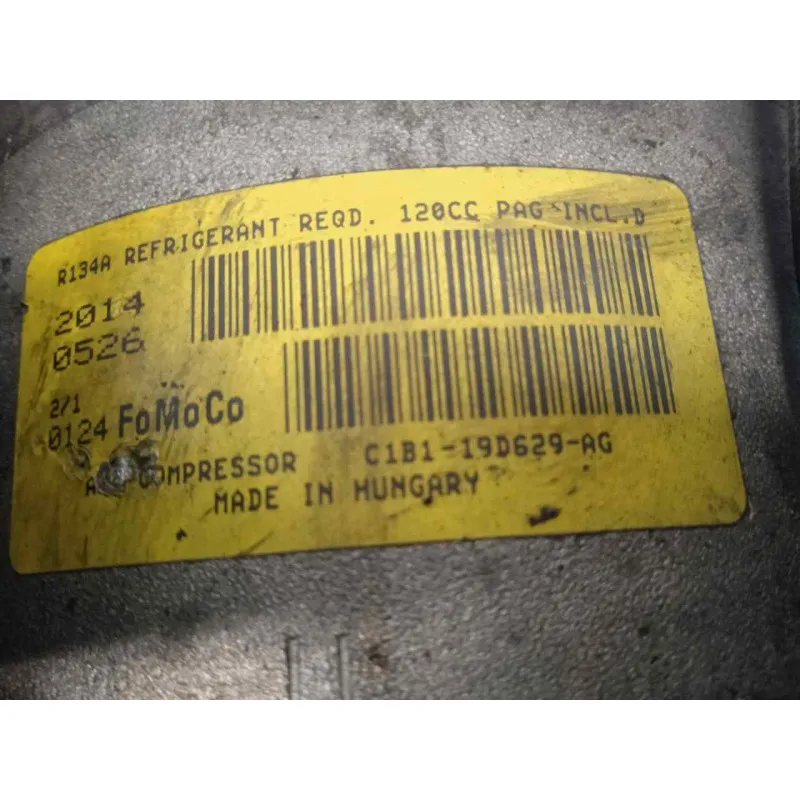 R134A REFRIGERANT REQD. 120CC PAG INCL.D
2014
0526
2/1
0124 FoMoCo
COMPRESSOR C1B1-19D629-AG
MADE IN HUNGARY